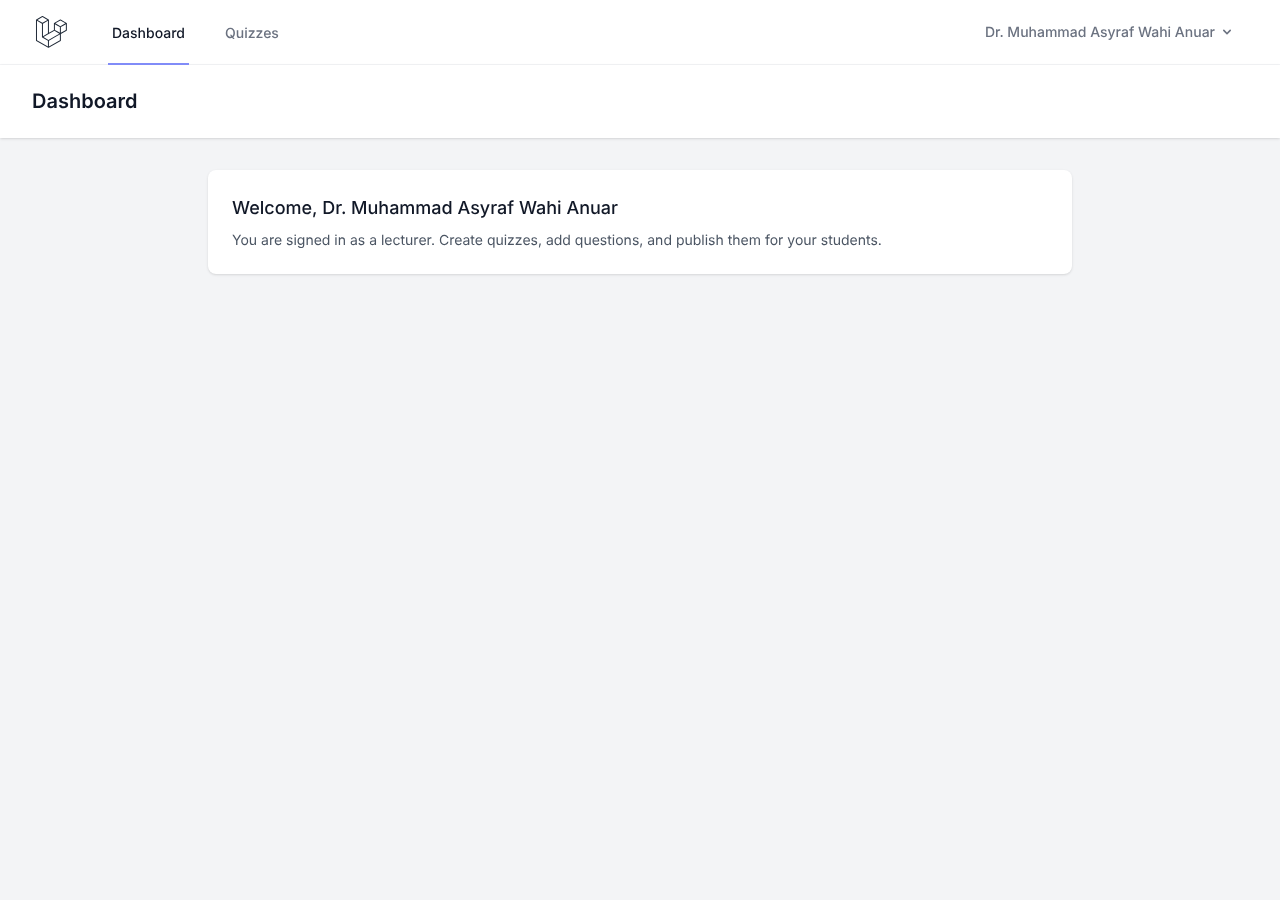 Dashboard
Quizzes
Dr. Muhammad Asyraf Wahi Anuar
Dashboard
Welcome, Dr. Muhammad Asyraf Wahi Anuar
You are signed in as a lecturer. Create quizzes, add questions, and publish them for your students.